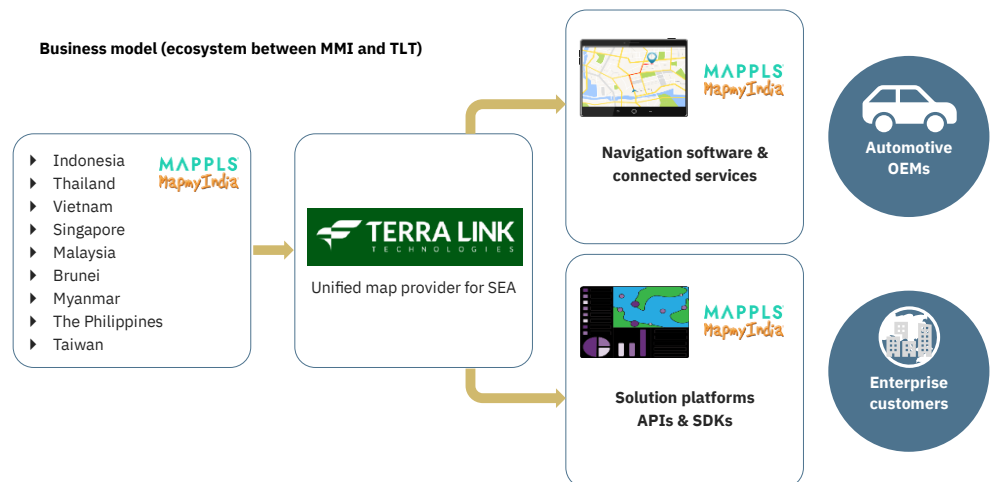 Business model (ecosystem between MMI and TLT)
Indonesia
Thailand
Vietnam
Singapore
Malaysia
Brunei
Myanmar
The Philippines
Taiwan
MAPPLS
MapmyIndia
TERRA LINK
TECHNOLOGIES
Unified map provider for SEA
MAPPLS
MapmyIndia
Navigation software &
connected services
MAPPLS
MapmyIndia
Solution platforms
APIs & SDKs
Automotive
OEMs
Enterprise
customers